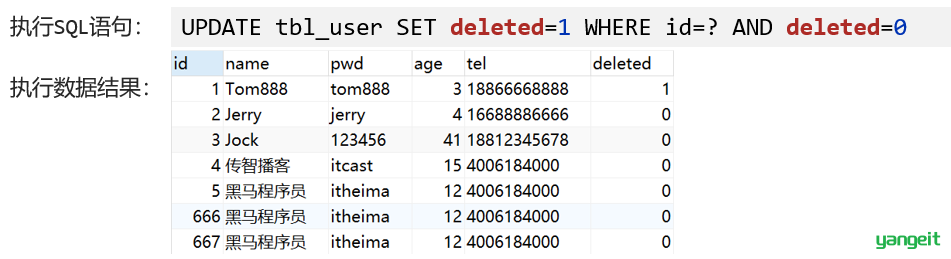 执行SQL语句： UPDATE tbl_user SET deleted=1 WHERE id=? AND deleted=0
执行数据结果：
id name pwd age tel deleted
1 Tom888 tom888 3 18866668888 1
2 Jerry jerry 4 16688886666 0
3 Jock 123456 41 18812345678 0
4 传智播客 itcast 15 4006184000 0
5 黑马程序员 itheima 12 4006184000 0
666 黑马程序员 itheima 12 4006184000 0
667 黑马程序员 itheima 12 4006184000 0
yangeit